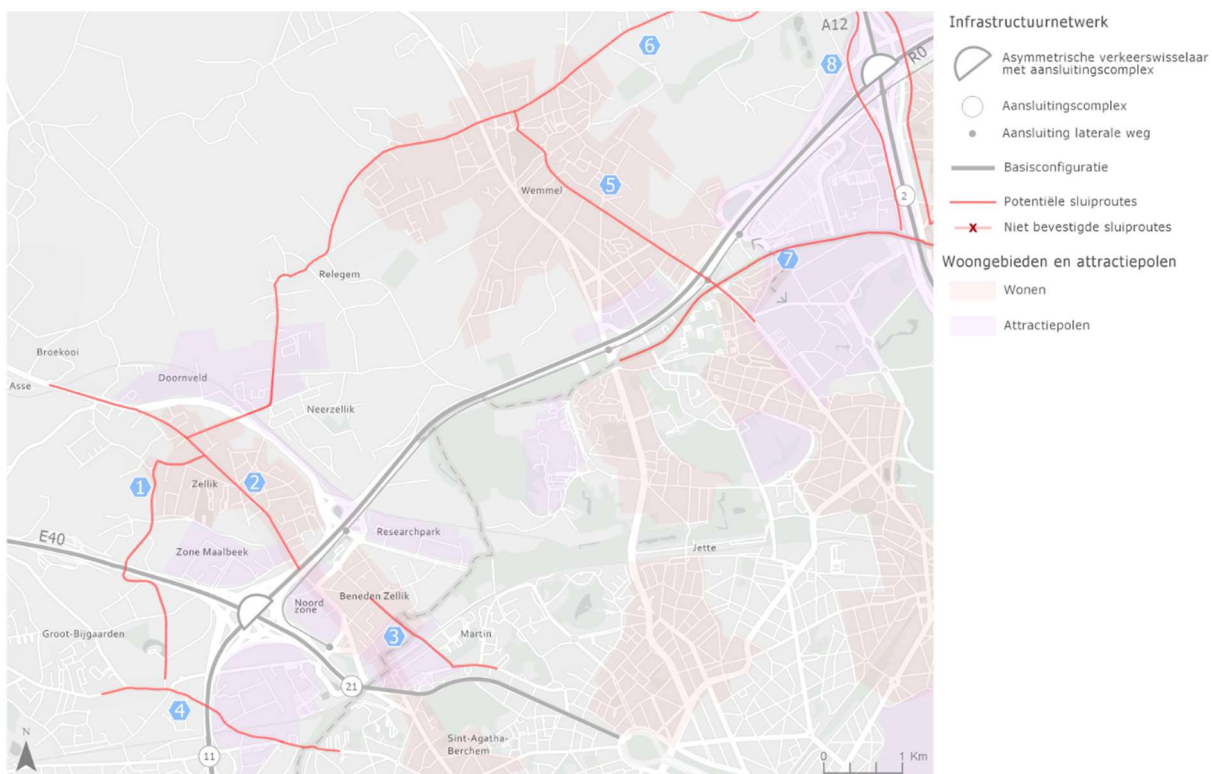 A12
R0
6
8
5
Wemmel
2
7
Relegem
Broekooi
Asse
Doornveld
Neerzellik
1
2
Zellik
Researchpark
E40
Zone Maalbeek
Jette
Noord
zone
Beneden Zellik
Groot-Bijgaarden
3
Martin
21
4
N
11
Sint-Agatha-
Berchem
0
1 Km
Infrastructuurnetwerk
Asymmetrische verkeerswisselaar
met aansluitingscomplex
Aansluitingscomplex
Aansluiting laterale weg
Basisconfiguratie
Potentiële sluiproutes
x
Niet bevestigde sluiproutes
Woongebieden en attractiepolen
Wonen
Attractiepolen